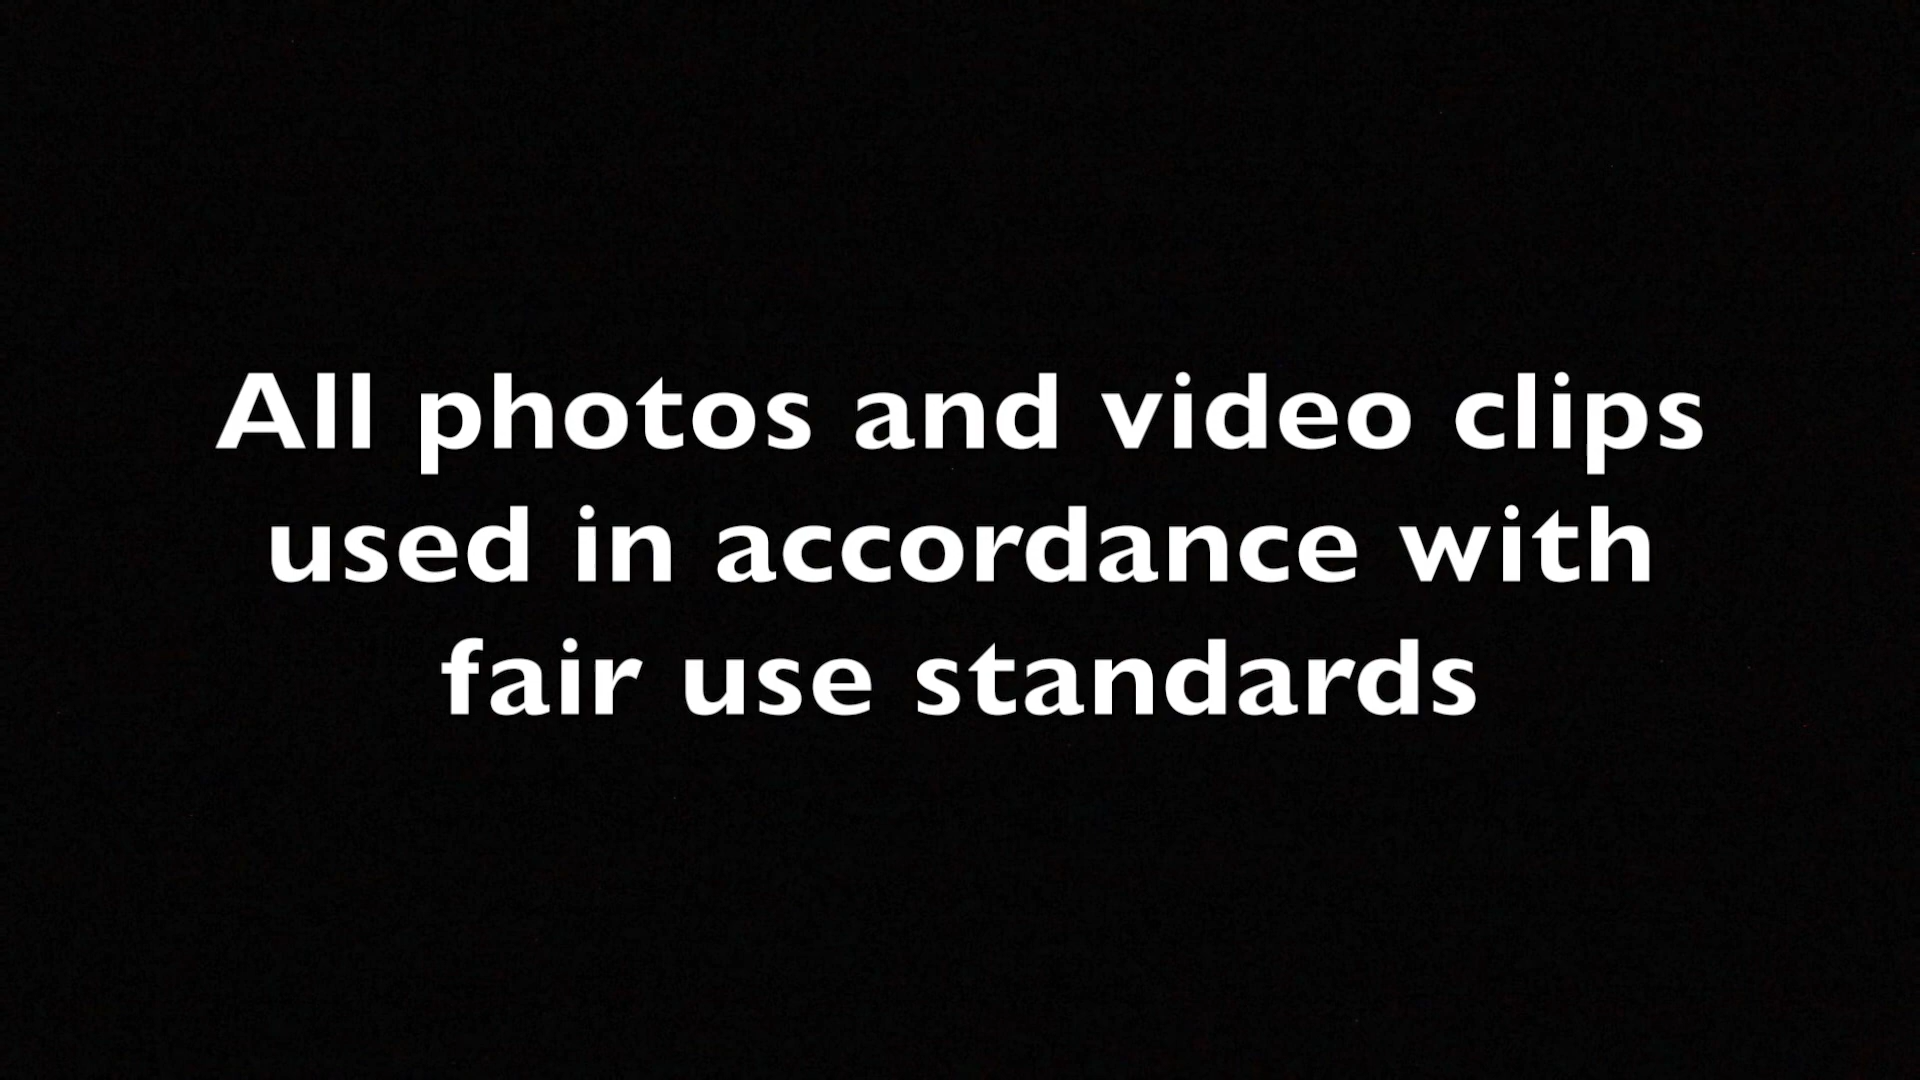 All photos and video clips
used in accordance with
fair use standards